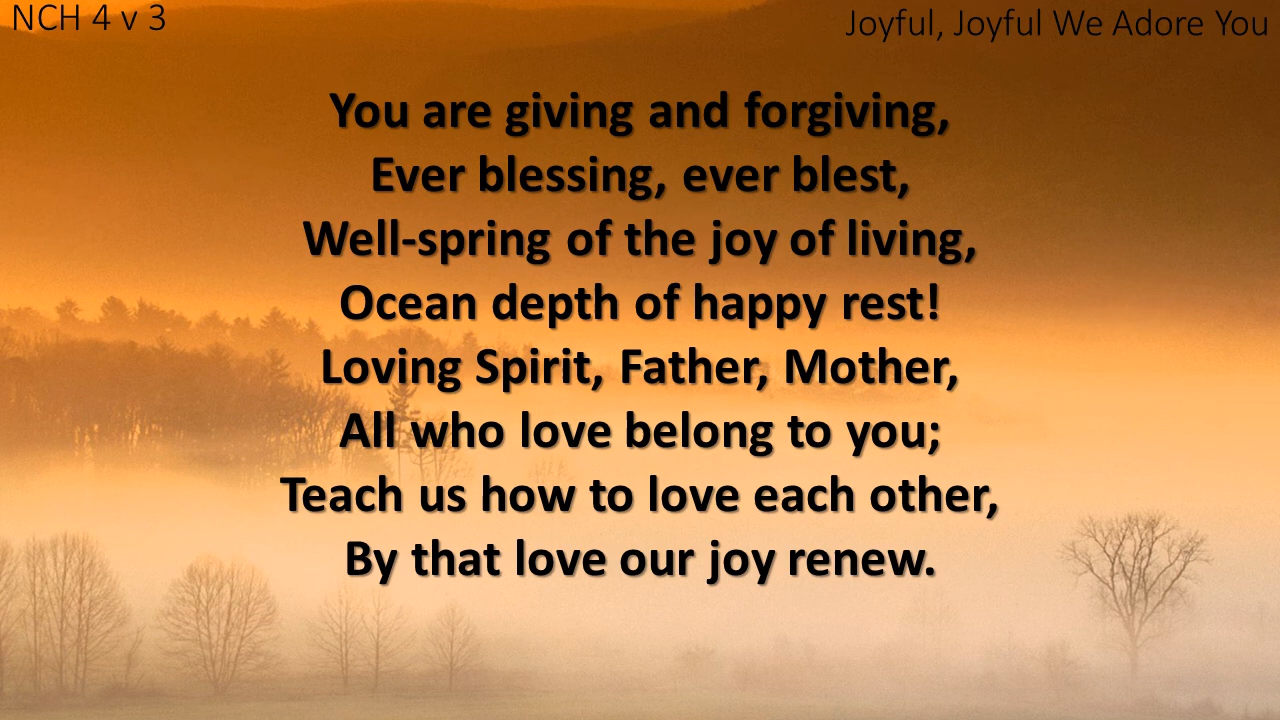 NCH 4 v 3
Joyful, Joyful We Adore You
You are giving and forgiving,
Ever blessing, ever blest,
Well-spring of the joy of living,
Ocean depth of happy rest!
Loving Spirit, Father, Mother,
All who love belong to you;
Teach us how to love each other,
By that love our joy renew.